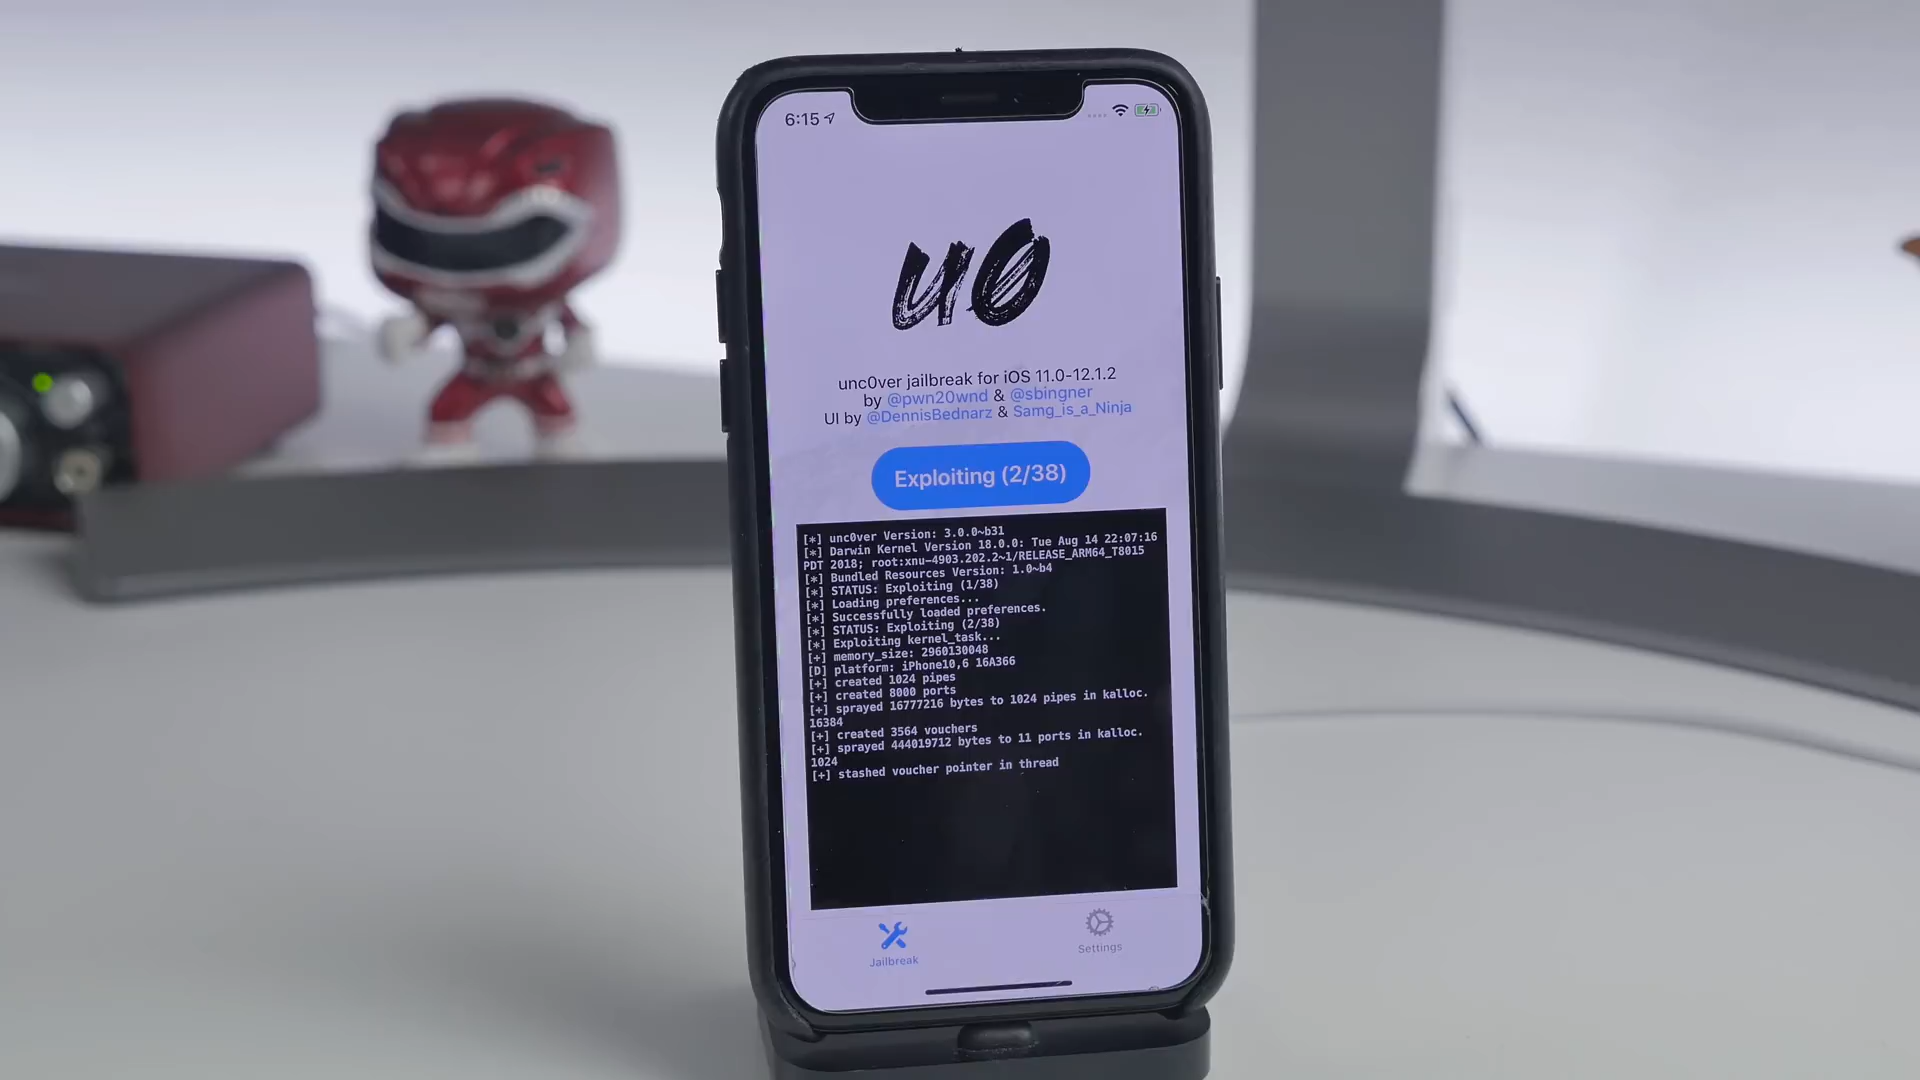 6:15
u0
unc0ver jailbreak for iOS 11.0-12.1.2
by @pwn20wnd & @sbingner
UI by @DennisBednarz & Samg_is_a_Ninja
Exploiting (2/38)
[*] unc0ver Version: 3.0.0~b31
[*] Darwin Kernel Version 18.0.0: Tue Aug 14 22:07:16
PDT 2018; root:xnu-4903.202.2~1/RELEASE_ARM64_T8015
[*] Bundled Resources Version: 1.0~b4
[*] STATUS: Exploiting (1/38)
[*] Loading preferences...
[*] Successfully loaded preferences.
[*] STATUS: Exploiting (2/38)
[*] Exploiting kernel_task...
[+] memory_size: 2960130048
[D] platform: iPhone10,6 16A366
[+] created 1024 pipes
[+] created 8000 ports
[+] sprayed 16777216 bytes to 1024 pipes in kalloc.
16384
[+] created 3564 vouchers
[+] sprayed 444019712 bytes to 11 ports in kalloc.
1024
[+] stashed voucher pointer in thread
Jailbreak
Settings